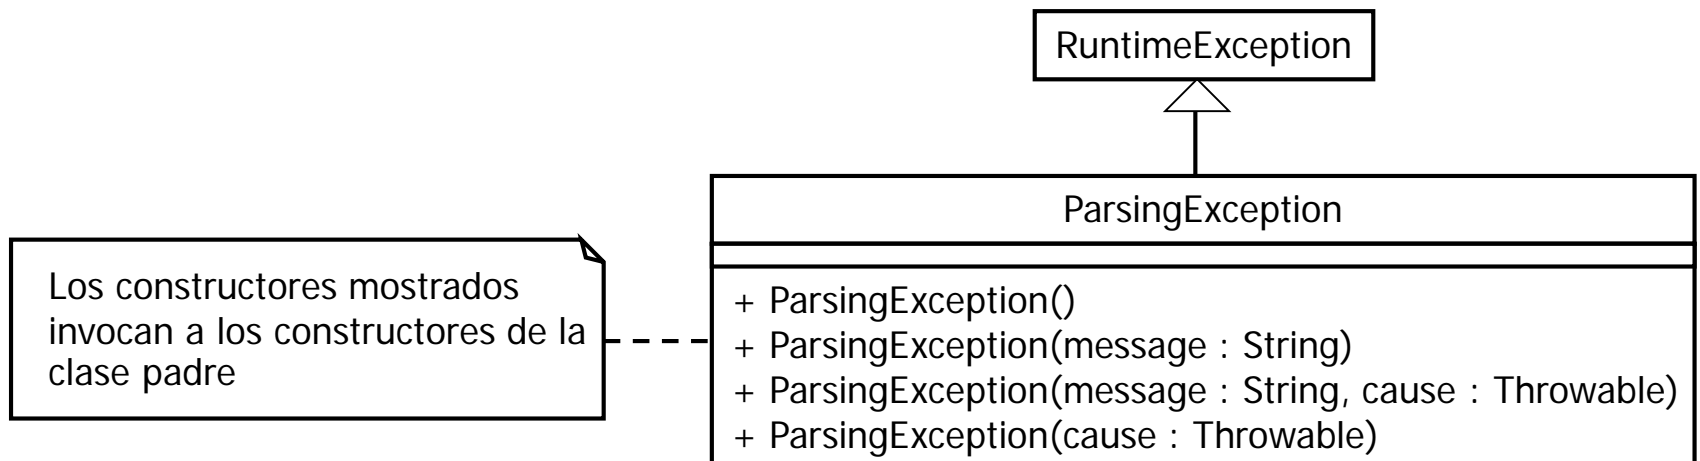 RuntimeException
ParsingException
Los constructores mostrados
invocan a los constructores de la
clase padre
+ ParsingException()
+ ParsingException(message : String)
+ ParsingException(message : String, cause : Throwable)
+ ParsingException(cause : Throwable)